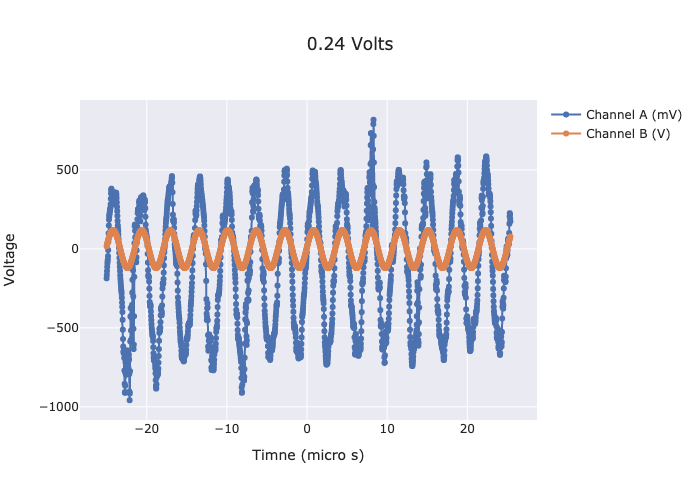 0.24 Volts
Channel A (mV)
Channel B (V)
Voltage
500
0
−500
−1000
−20
−10
0
10
20
Timne (micro s)